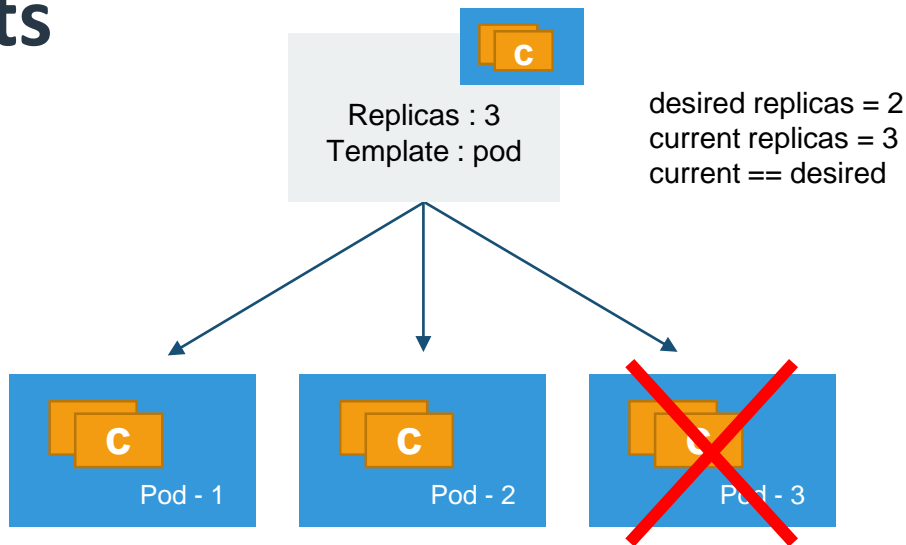 ts
c
Replicas : 3
Template : pod
desired replicas = 2
current replicas = 3
current == desired
c
Pod - 1
c
Pod - 2
c
Pod - 3